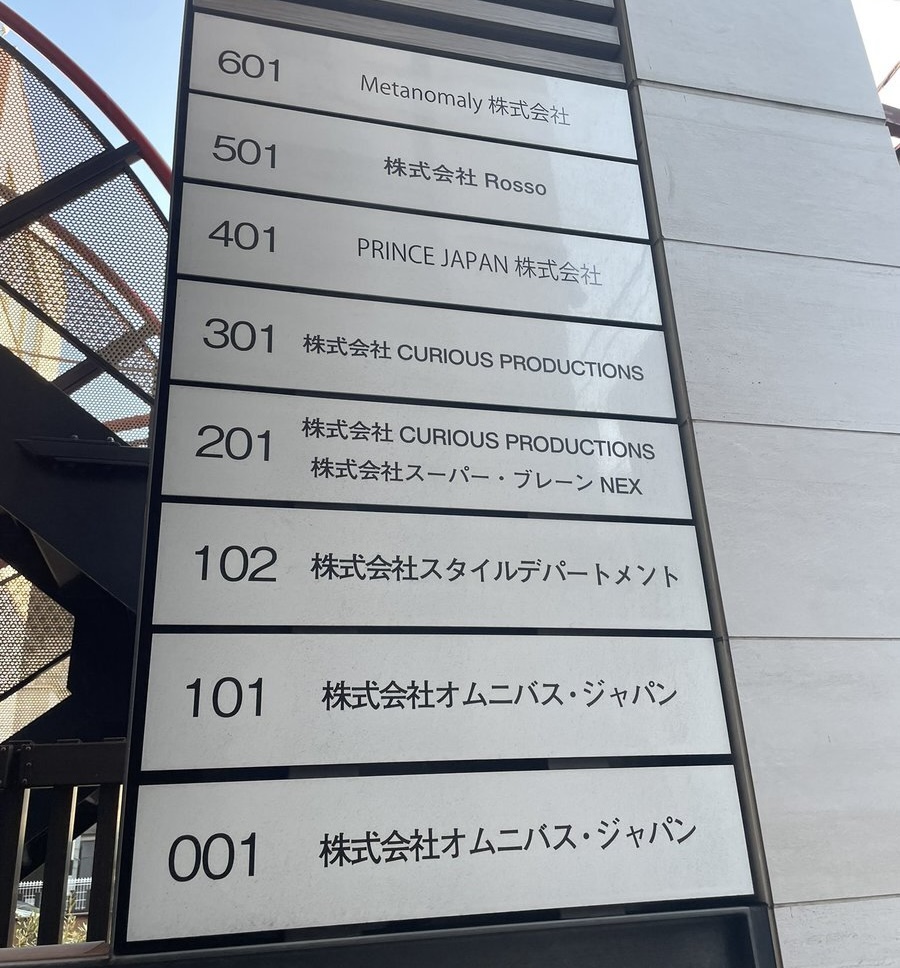 601 Metanomaly 株式会社
501 株式会社 Rosso
401 PRINCE JAPAN 株式会社
301 株式会社 CURIOUS PRODUCTIONS
201 株式会社 CURIOUS PRODUCTIONS
株式会社スーパー・ブレーン NEX
102 株式会社スタイルデパートメント
101 株式会社オムニバス・ジャパン
001 株式会社オムニバス・ジャパン